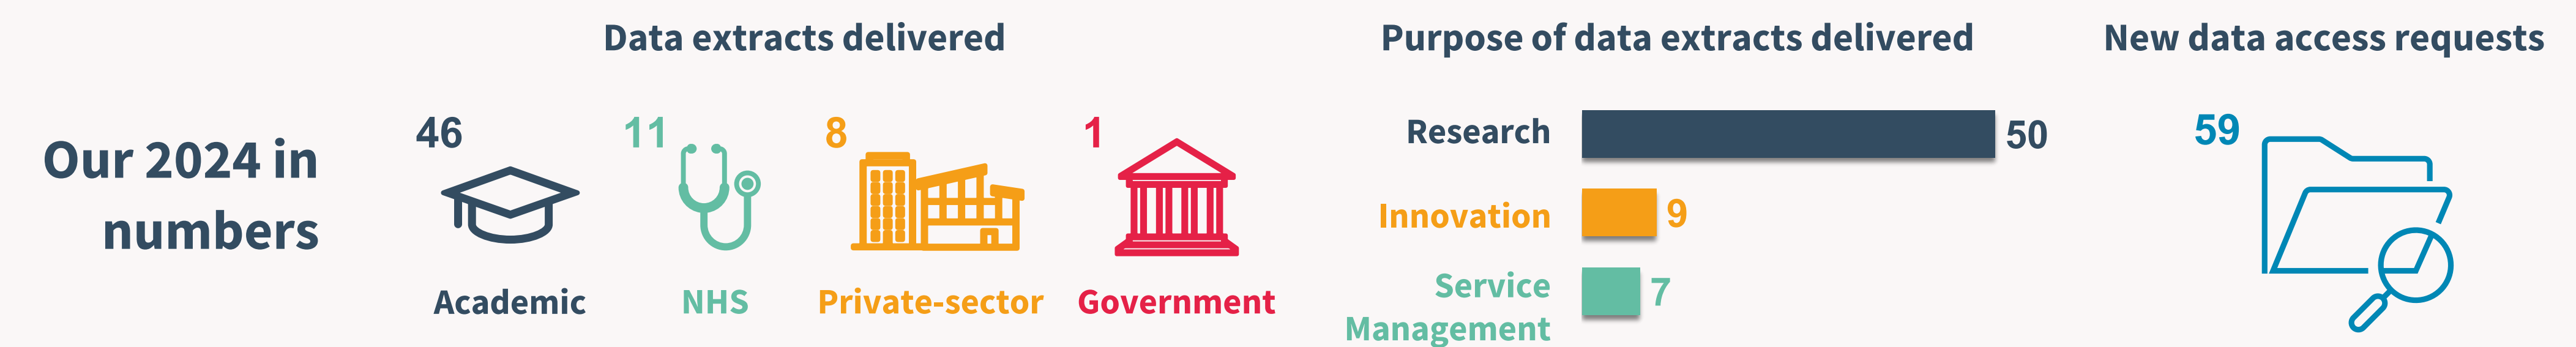 Our 2024 in
numbers
Data extracts delivered
46
Academic
11
NHS
8
Private-sector
1
Government
Purpose of data extracts delivered
Research
50
Innovation
9
Service
Management
7
New data access requests
59